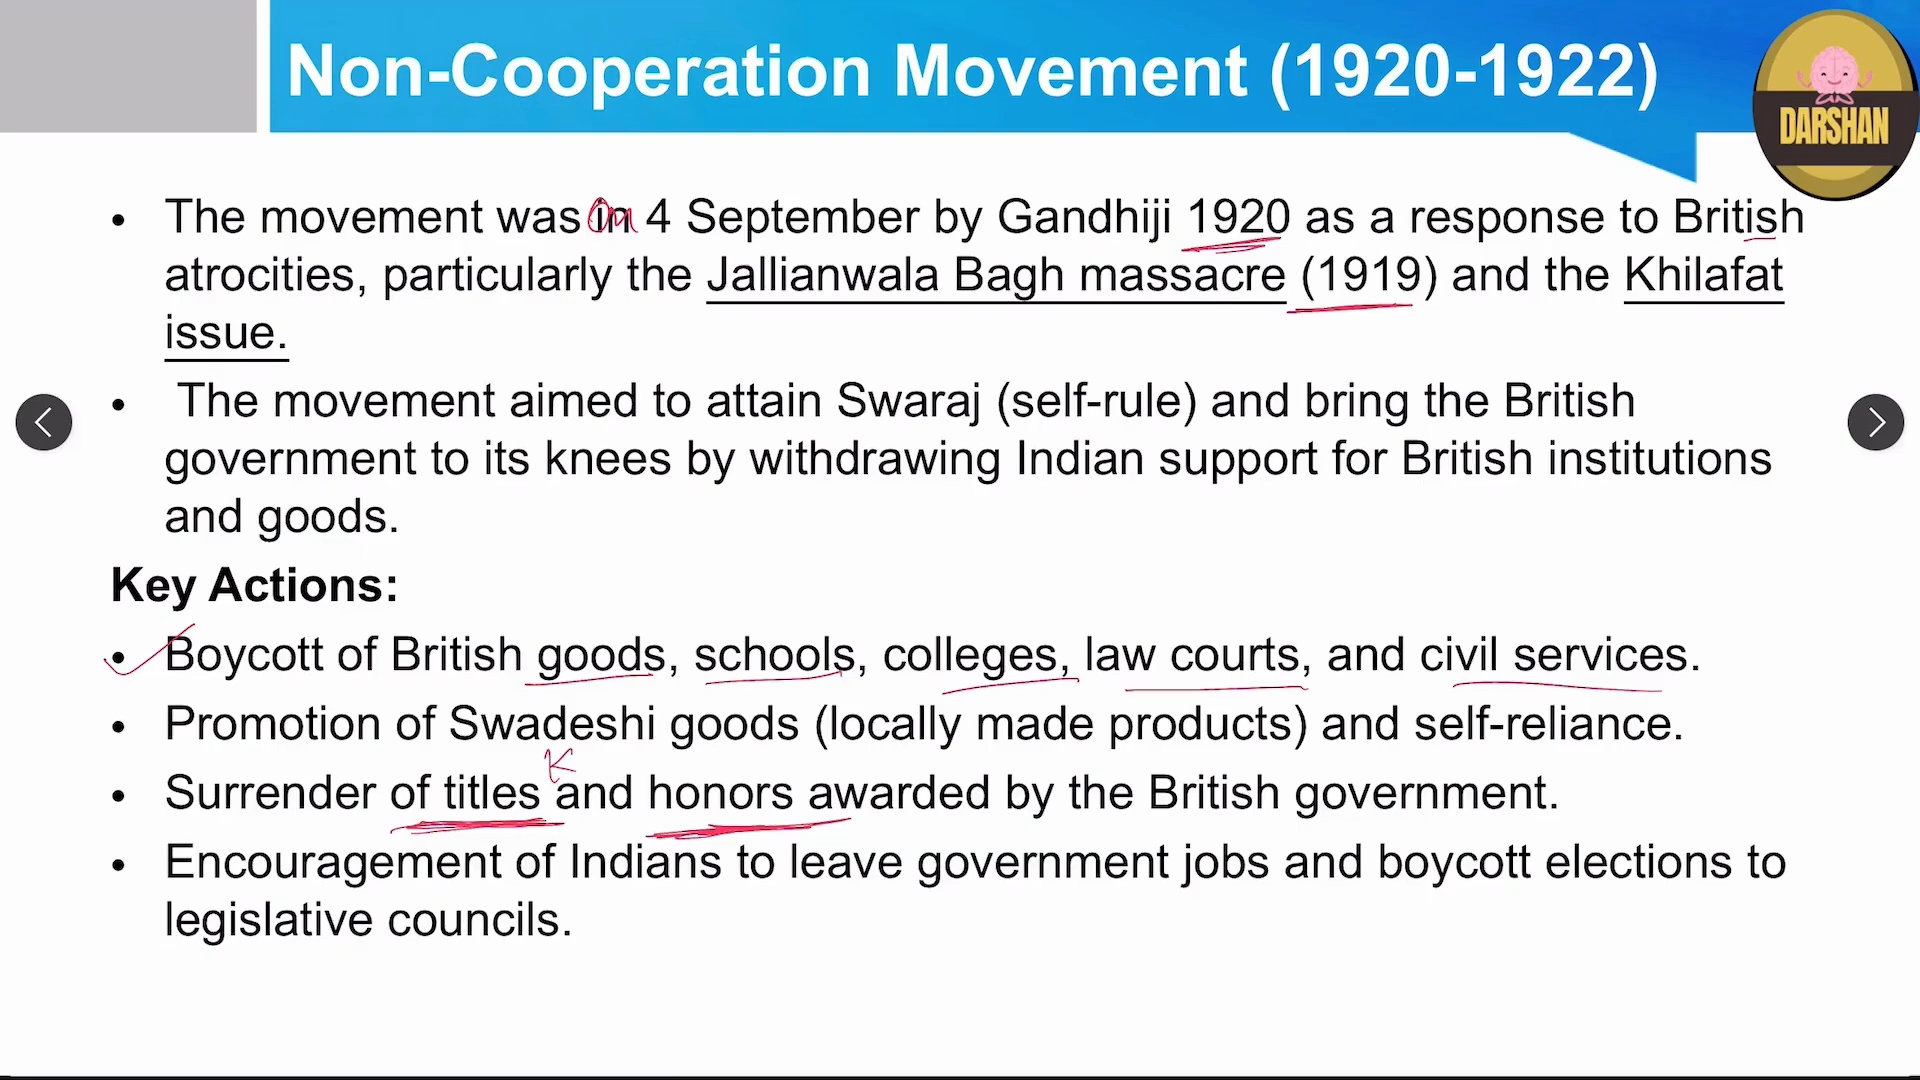 Non-Cooperation Movement (1920-1922)
DARSHAN
• The movement was in on 4 September by Gandhiji 1920 as a response to British
atrocities, particularly the Jallianwala Bagh massacre (1919) and the Khilafat
issue.
• The movement aimed to attain Swaraj (self-rule) and bring the British
government to its knees by withdrawing Indian support for British institutions
and goods.
Key Actions:
• Boycott of British goods, schools, colleges, law courts, and civil services.
• Promotion of Swadeshi goods (locally made products) and self-reliance.
K
• Surrender of titles and honors awarded by the British government.
• Encouragement of Indians to leave government jobs and boycott elections to
legislative councils.